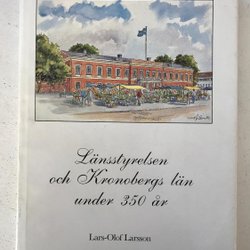 Länsstyrelsen
och Kronobergs län
under 350 år
Lars-Olof Larsson